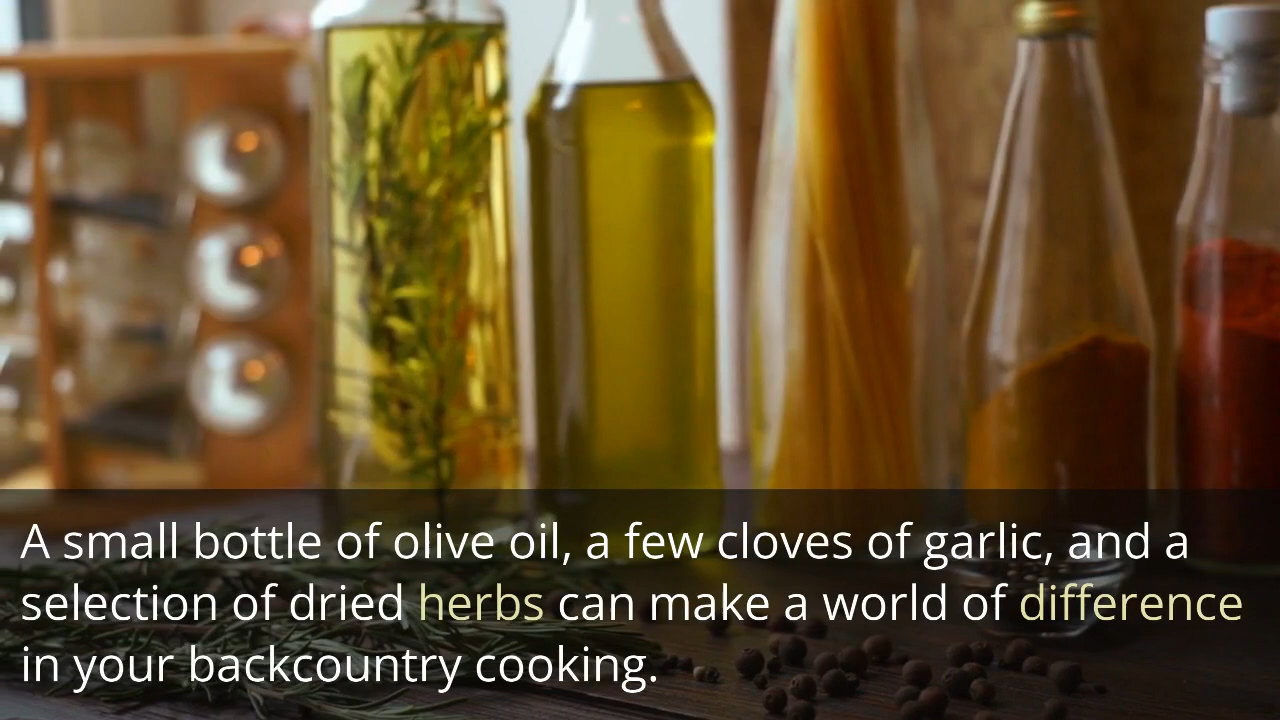 A small bottle of olive oil, a few cloves of garlic, and a
selection of dried herbs can make a world of difference
in your backcountry cooking.